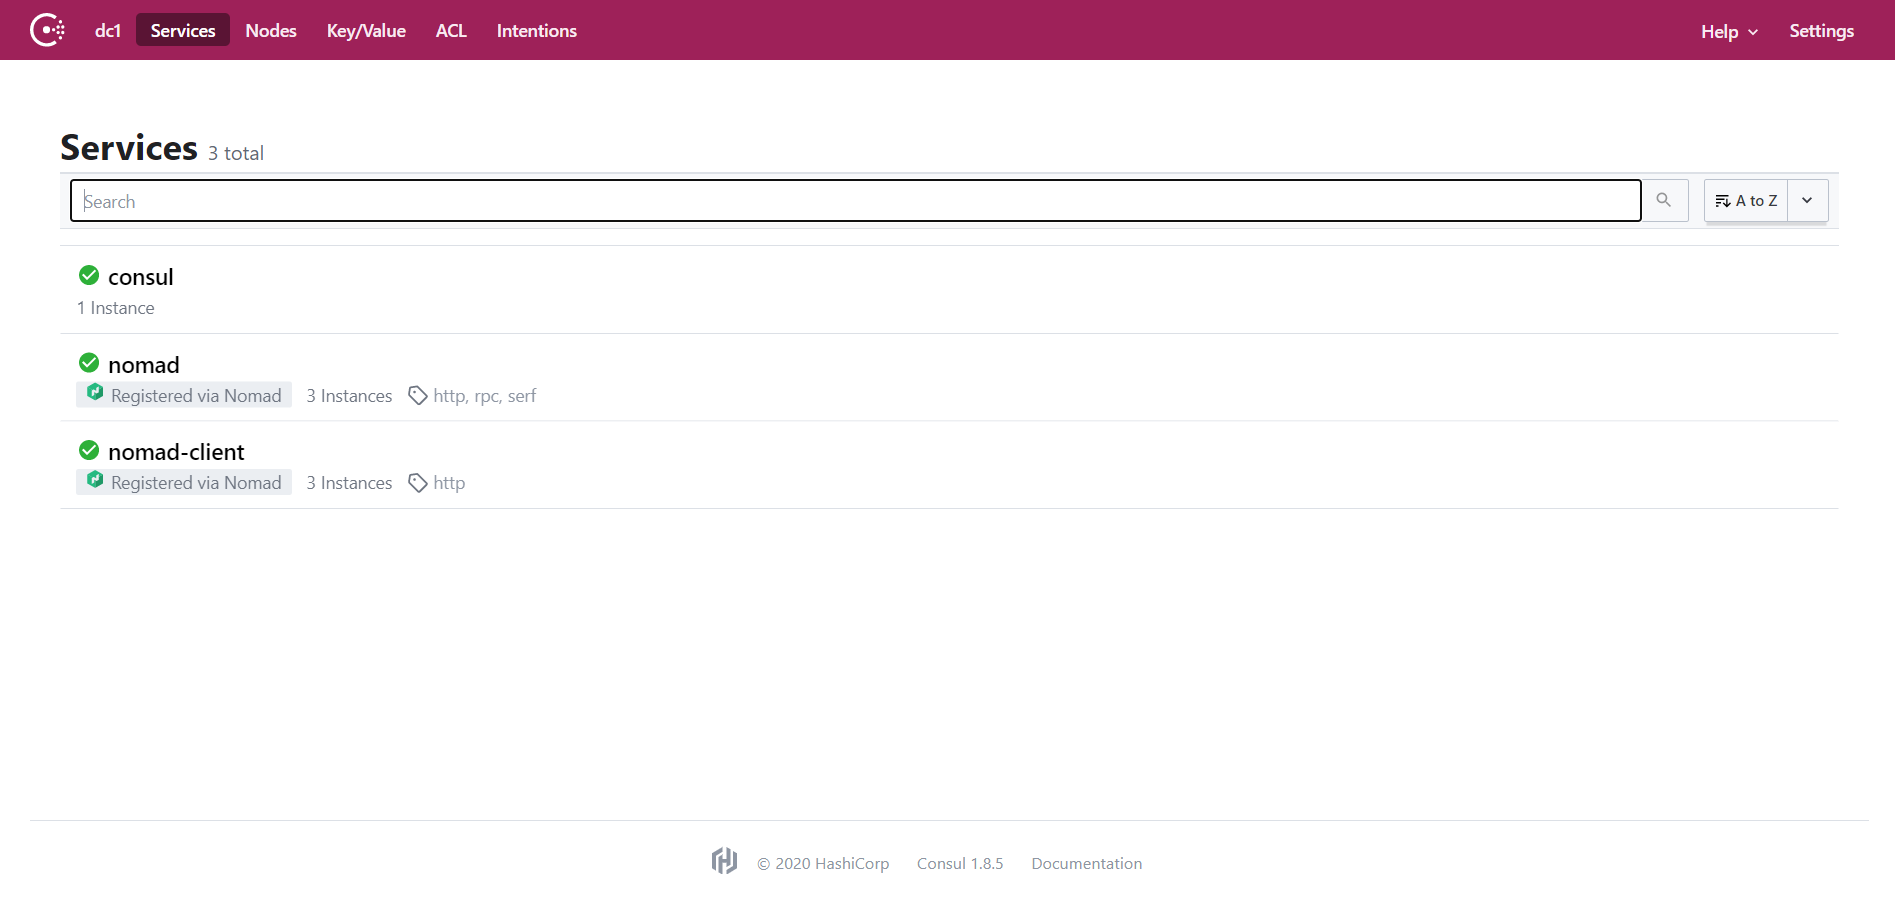 dc1 Services Nodes Key/Value ACL Intentions Help Settings
Services 3 total
Search A to Z
consul
1 Instance
nomad
Registered via Nomad 3 Instances http, rpc, serf
nomad-client
Registered via Nomad 3 Instances http
© 2020 HashiCorp Consul 1.8.5 Documentation